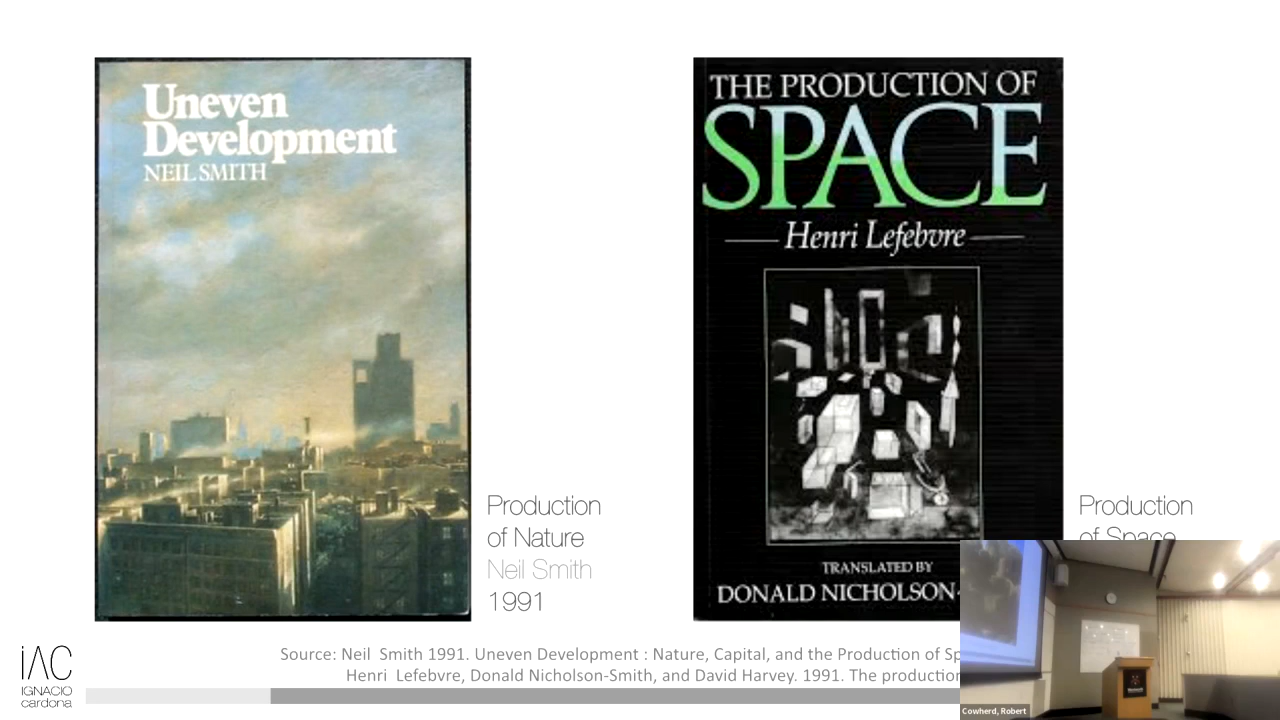 Uneven
Development
NEIL SMITH
THE PRODUCTION OF
SPACE
Henri Lefebvre
TRANSLATED BY
DONALD NICHOLSON-
Production
of Nature
Neil Smith
1991
Production
of Space
Source: Neil Smith 1991. Uneven Development : Nature, Capital, and the Production of Sp
Henri Lefebvre, Donald Nicholson-Smith, and David Harvey. 1991. The production
iAC
IGNACIO
cardona
Cowherd, Robert